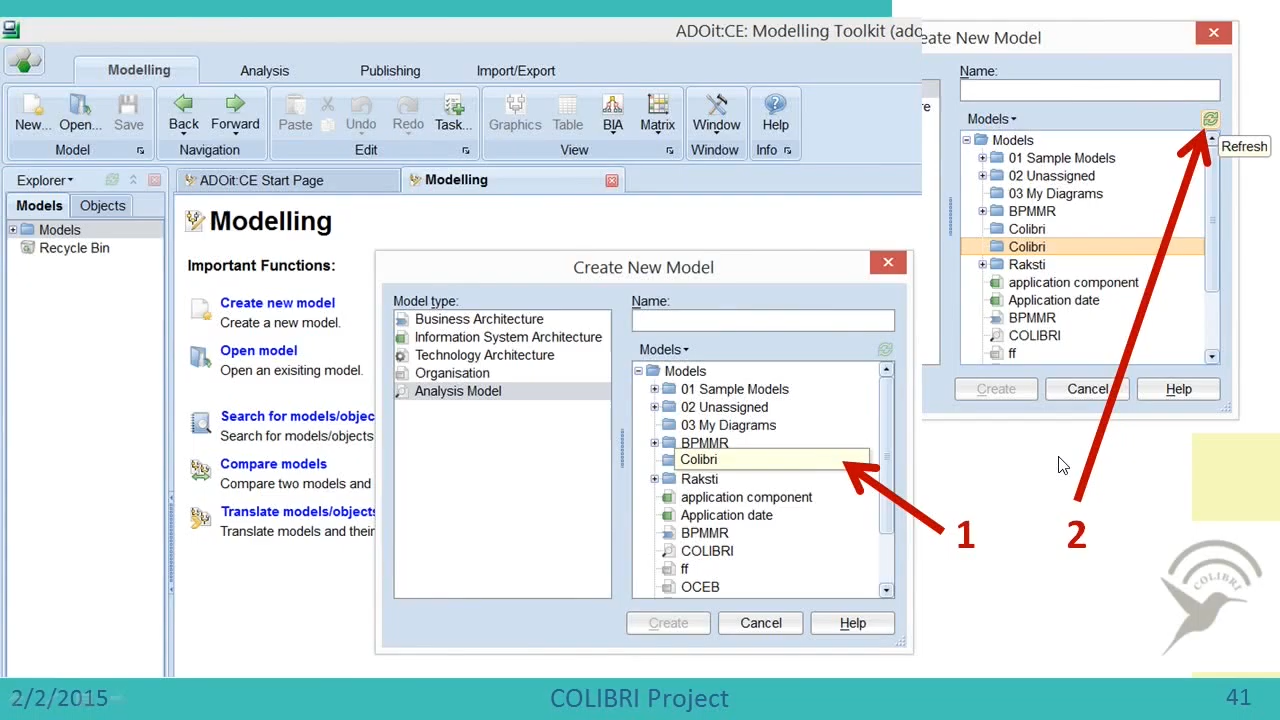 ADOit:CE: Modelling Toolkit (ado
Modelling
Analysis
Publishing
Import/Export
New...
Open...
Save
Back
Forward
Paste
Undo
Redo
Task...
Graphics
Table
BIA
Matrix
Window
Help
Model
Navigation
Edit
View
Window
Info
Explorer
ADOit:CE Start Page
Modelling
Models
Objects
Models
Recycle Bin
Modelling
Important Functions:
Create new model
Create a new model.
Open model
Open an exisiting model.
Search for models/objec
Search for models/objects
Compare models
Compare two models and
Translate models/objects
Translate models and their
Create New Model
Model type:
Business Architecture
Information System Architecture
Technology Architecture
Organisation
Analysis Model
Name:
Models
Models
01 Sample Models
02 Unassigned
03 My Diagrams
BPMMR
Colibri
Raksti
application component
Application date
BPMMR
COLIBRI
ff
OCEB
Create
Cancel
Help
1
eate New Model
re
Name:
Models
Refresh
Models
01 Sample Models
02 Unassigned
03 My Diagrams
BPMMR
Colibri
Colibri
Raksti
application component
Application date
BPMMR
COLIBRI
ff
Create
Cancel
Help
2
COLIBRI
2/2/2015
COLIBRI Project
41